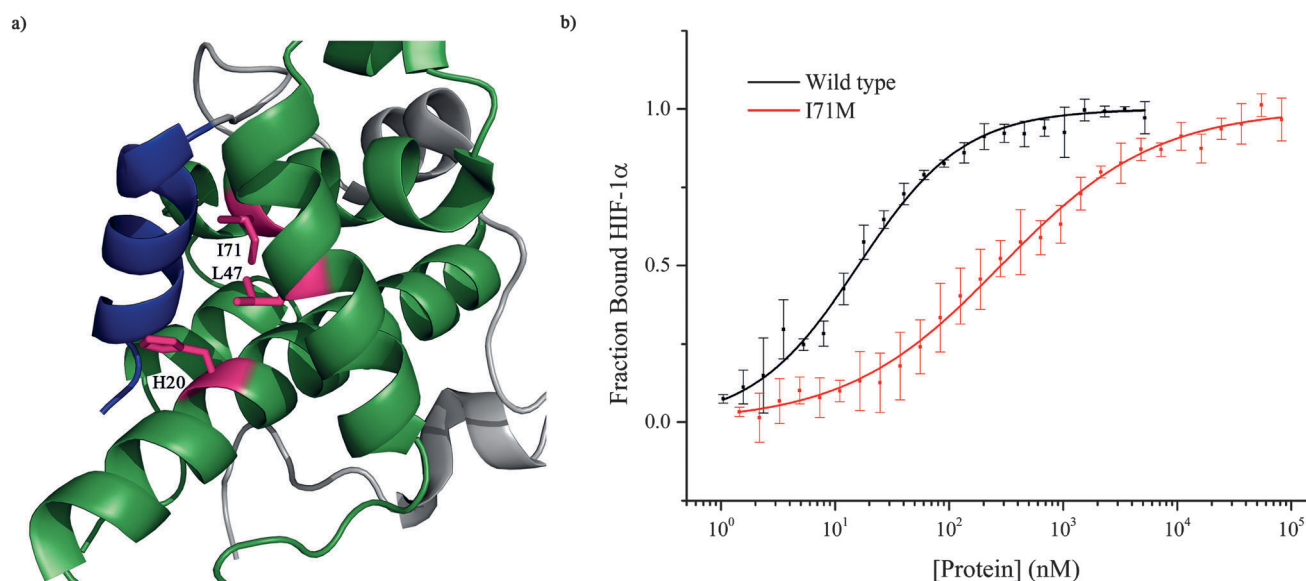 a)
I71
L47
H20
b)
Wild type
I71M
Fraction Bound HIF-1α
1.0
0.5
0.0
10⁰
10¹
10²
10³
10⁴
10⁵
[Protein] (nM)